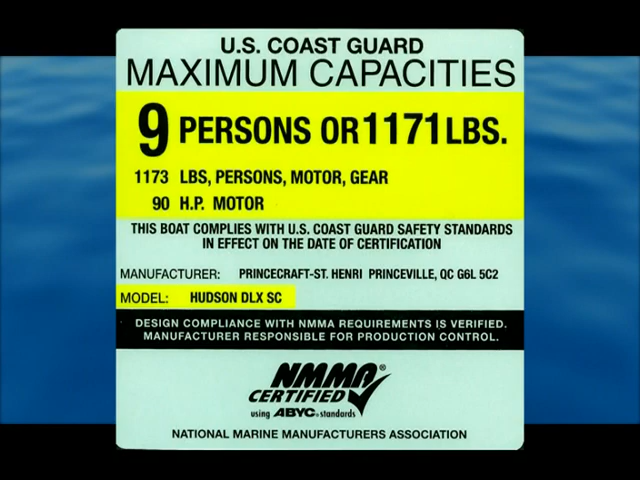 U.S. COAST GUARD
MAXIMUM CAPACITIES
9 PERSONS OR 1171 LBS.
1173 LBS, PERSONS, MOTOR, GEAR
90 H.P. MOTOR
THIS BOAT COMPLIES WITH U.S. COAST GUARD SAFETY STANDARDS
IN EFFECT ON THE DATE OF CERTIFICATION
MANUFACTURER: PRINCECRAFT-ST. HENRI PRINCEVILLE, QC G6L 5C2
MODEL: HUDSON DLX SC
DESIGN COMPLIANCE WITH NMMA REQUIREMENTS IS VERIFIED.
MANUFACTURER RESPONSIBLE FOR PRODUCTION CONTROL.
NMMA®
CERTIFIED
using ABYC® standards
NATIONAL MARINE MANUFACTURERS ASSOCIATION